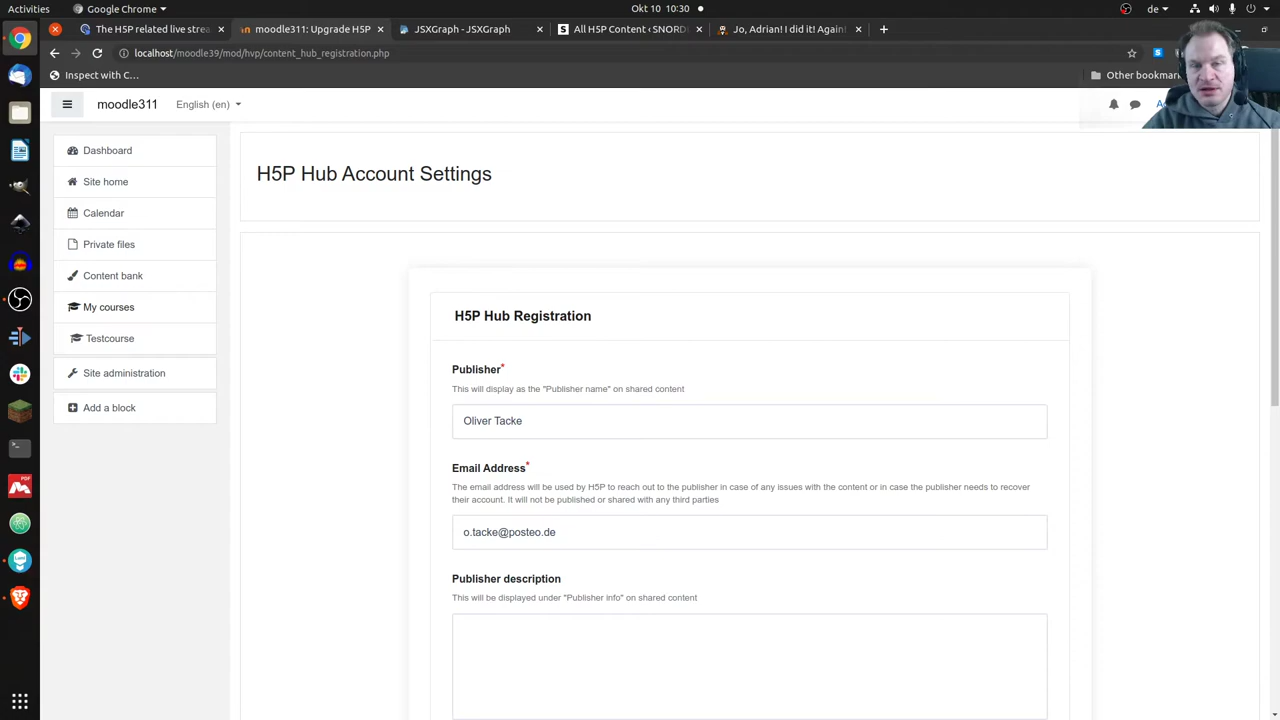 Activities
Google Chrome
Okt 10 10:30
de
The H5P related live strea
moodle311: Upgrade H5P
JSXGraph - JSXGraph
All H5P Content ‹ SNORD
Jo, Adrian! I did it! Again!
localhost/moodle39/mod/hvp/content_hub_registration.php
Inspect with C…
Other bookmark
moodle311
English (en)
Dashboard
Site home
Calendar
Private files
Content bank
My courses
Testcourse
Site administration
Add a block
H5P Hub Account Settings
H5P Hub Registration
Publisher*
This will display as the "Publisher name" on shared content
Oliver Tacke
Email Address*
The email address will be used by H5P to reach out to the publisher in case of any issues with the content or in case the publisher needs to recover
their account. It will not be published or shared with any third parties
o.tacke@posteo.de
Publisher description
This will be displayed under "Publisher info" on shared content